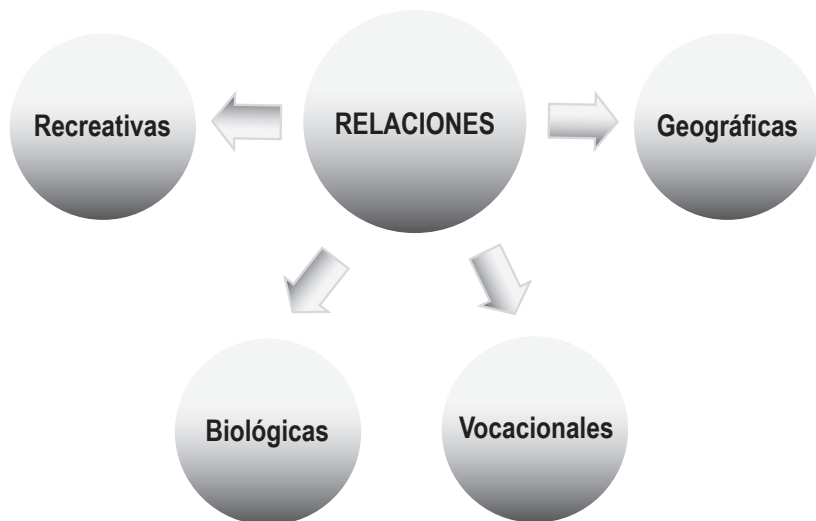 RELACIONES
Recreativas
Geográficas
Biológicas
Vocacionales